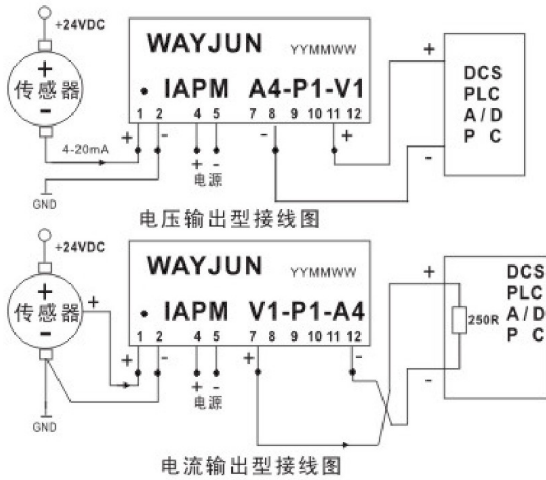 +24VDC
WAYJUN YYMMWW
IAPM A4-P1-V1
1 2 4 5 7 8 9 10 11 12
+
传感器
-
4-20mA
+ - + - - +
电源
GND
+
-
DCS
PLC
A/D
P C
电压输出型接线图
+24VDC
WAYJUN YYMMWW
IAPM V1-P1-A4
1 2 4 5 7 8 9 10 11 12
+
传感器
-
+
+ - + - + -
电源
GND
+
-
250R
DCS
PLC
A/D
P C
电流输出型接线图